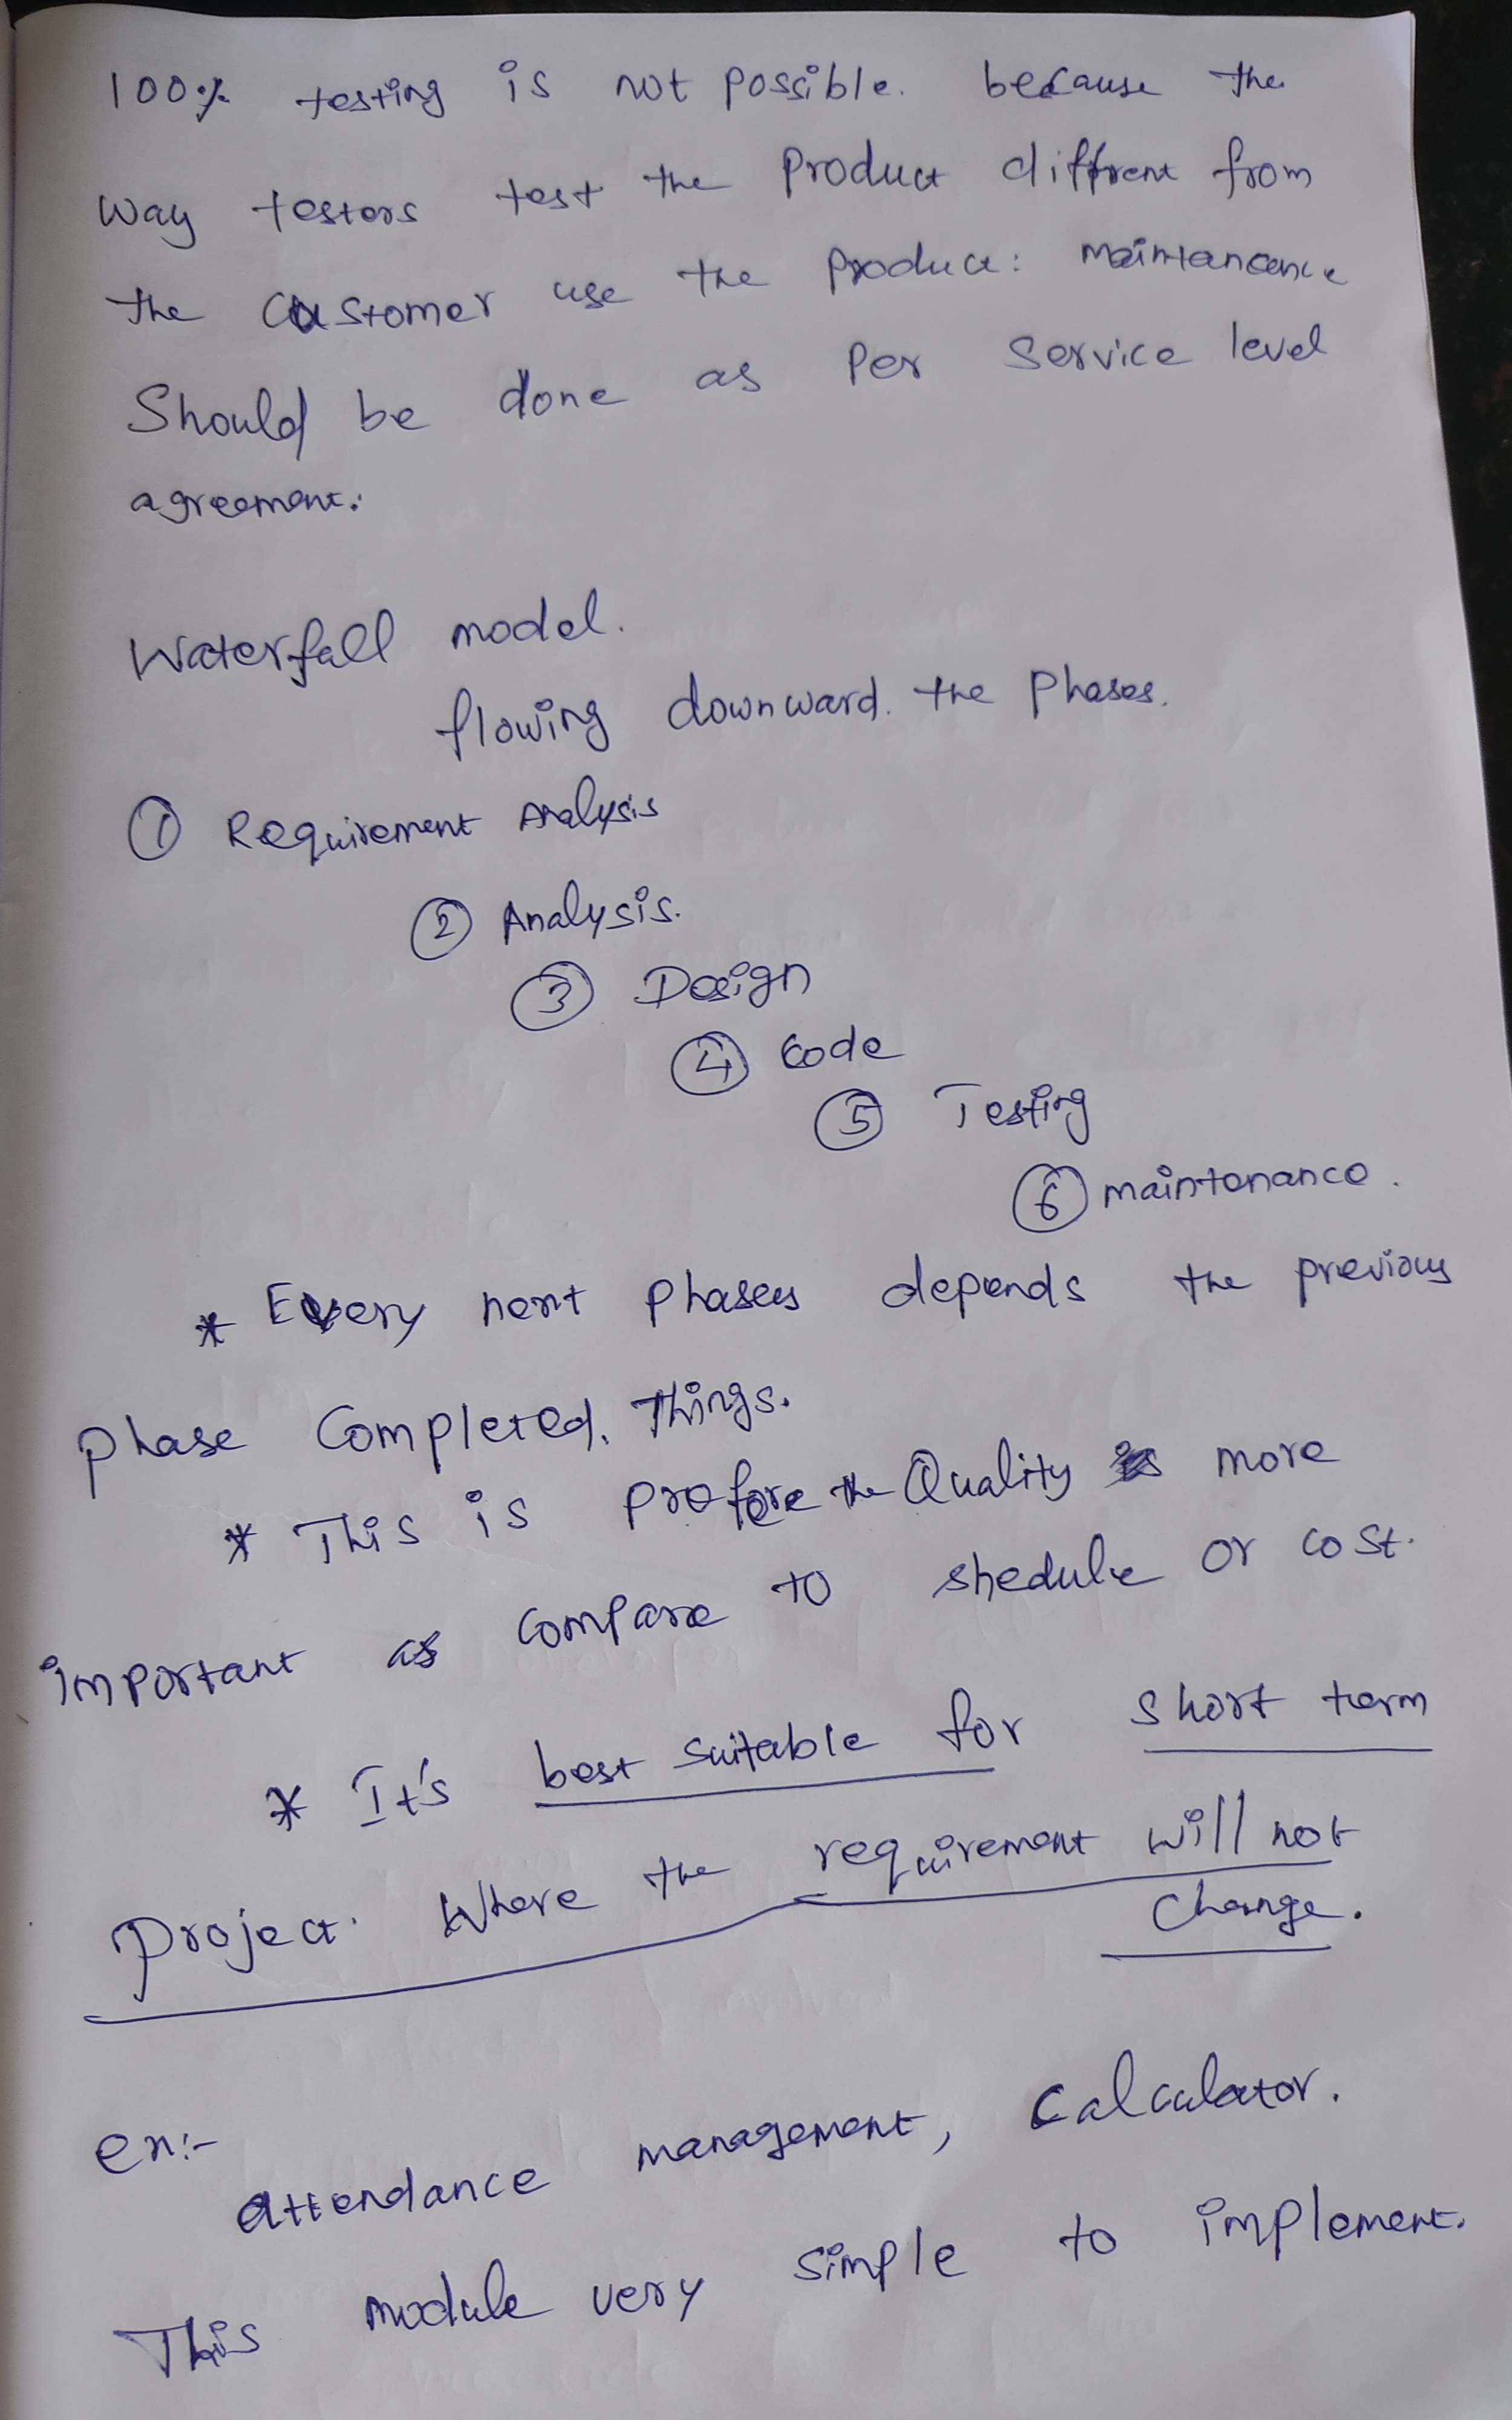 100% testing is not possible. because the
way testers test the product diffrent from
the customer use the product: maintanance
Should be done as per service level
agreement.
Waterfall model.
flowing downward. the phases.
① Requirement Analysis
② Analysis.
③ Design
④ Code
⑤ Testing
⑥ maintenance.
* Every next phases depends the previous
phase Completed. Things.
* This is prefere the Quality is more
important as compare to shedule or cost.
* It's best suitable for short term
project. Where the requirement will not
change.
ex:-
attendance management, calculator.
This module very simple to implement.